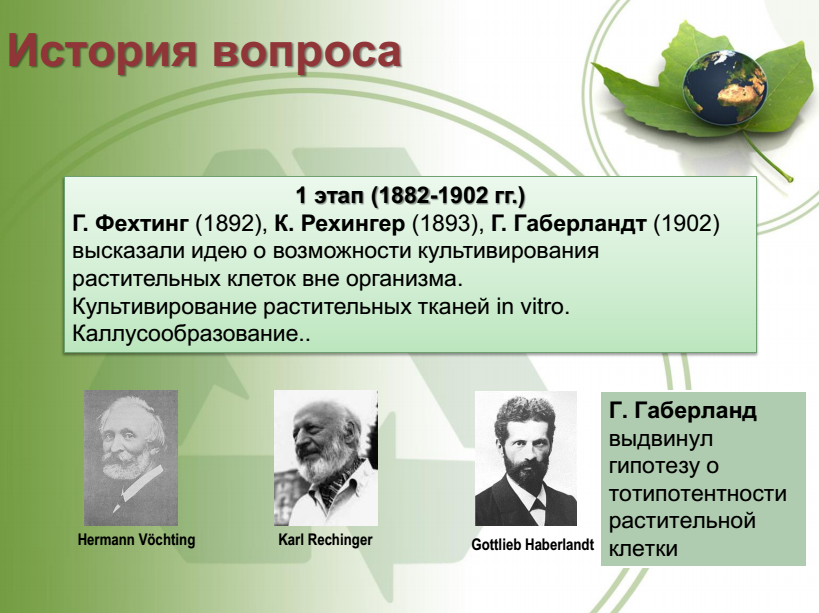 История вопроса
1 этап (1882-1902 гг.)
Г. Фехтинг (1892), К. Рехингер (1893), Г. Габерландт (1902)
высказали идею о возможности культивирования
растительных клеток вне организма.
Культивирование растительных тканей in vitro.
Каллусообразование..
Hermann Vöchting
Karl Rechinger
Gottlieb Haberlandt
Г. Габерланд
выдвинул
гипотезу о
тотипотентности
растительной
клетки